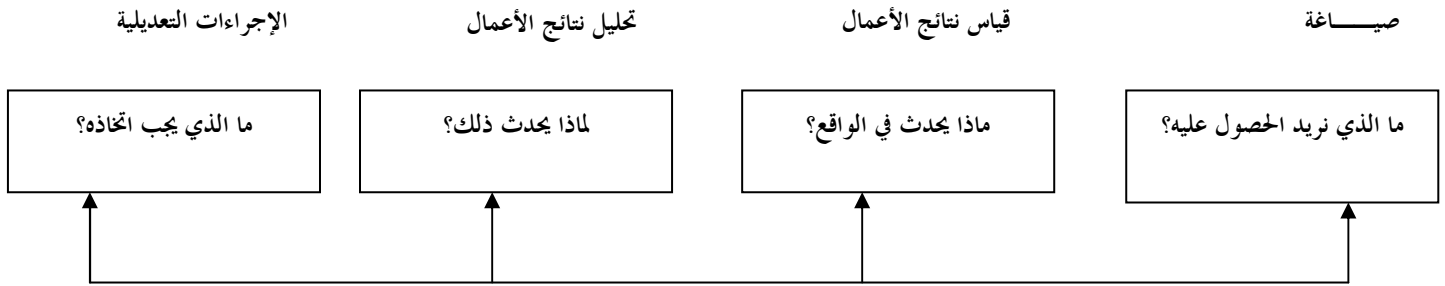 صيـــــــاغة
قياس نتائج الأعمال
تحليل نتائج الأعمال
الإجراءات التعديلية
ما الذي نريد الحصول عليه؟
ماذا يحدث في الواقع؟
لماذا يحدث ذلك؟
ما الذي يجب اتخاذه؟